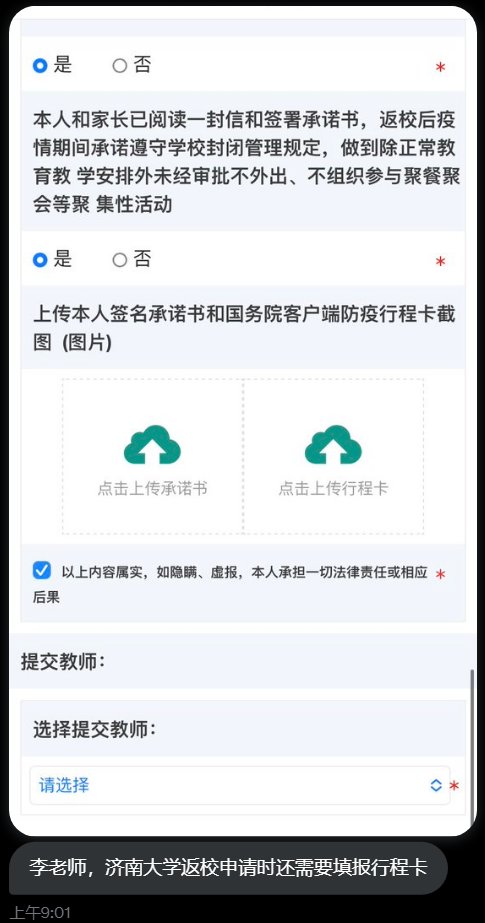 是 否 *
本人和家长已阅读一封信和签署承诺书，返校后疫
情期间承诺遵守学校封闭管理规定，做到除正常教
育教 学安排外未经审批不外出、不组织参与聚餐聚
会等聚 集性活动
是 否 *
上传本人签名承诺书和国务院客户端防疫行程卡截
图 (图片)
点击上传承诺书 点击上传行程卡
以上内容属实，如隐瞒、虚报，本人承担一切法律责任或相应 *
后果
提交教师：
选择提交教师：
请选择 *
李老师，济南大学返校申请时还需要填报行程卡
上午9:01